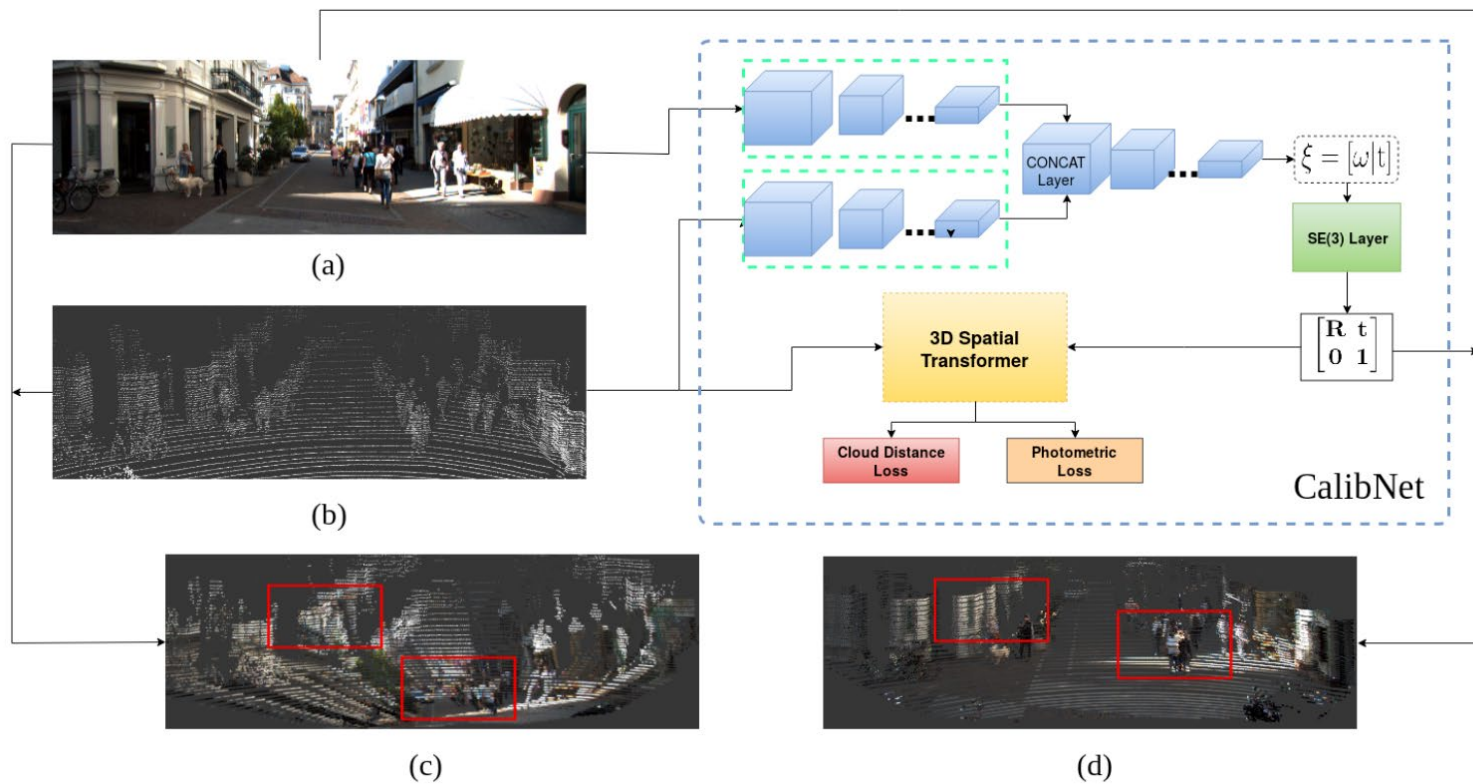 (a)
(b)
CONCAT
Layer
ξ = [ω|t]
SE(3) Layer
R t
0 1
3D Spatial
Transformer
Cloud Distance
Loss
Photometric
Loss
CalibNet
(c)
(d)